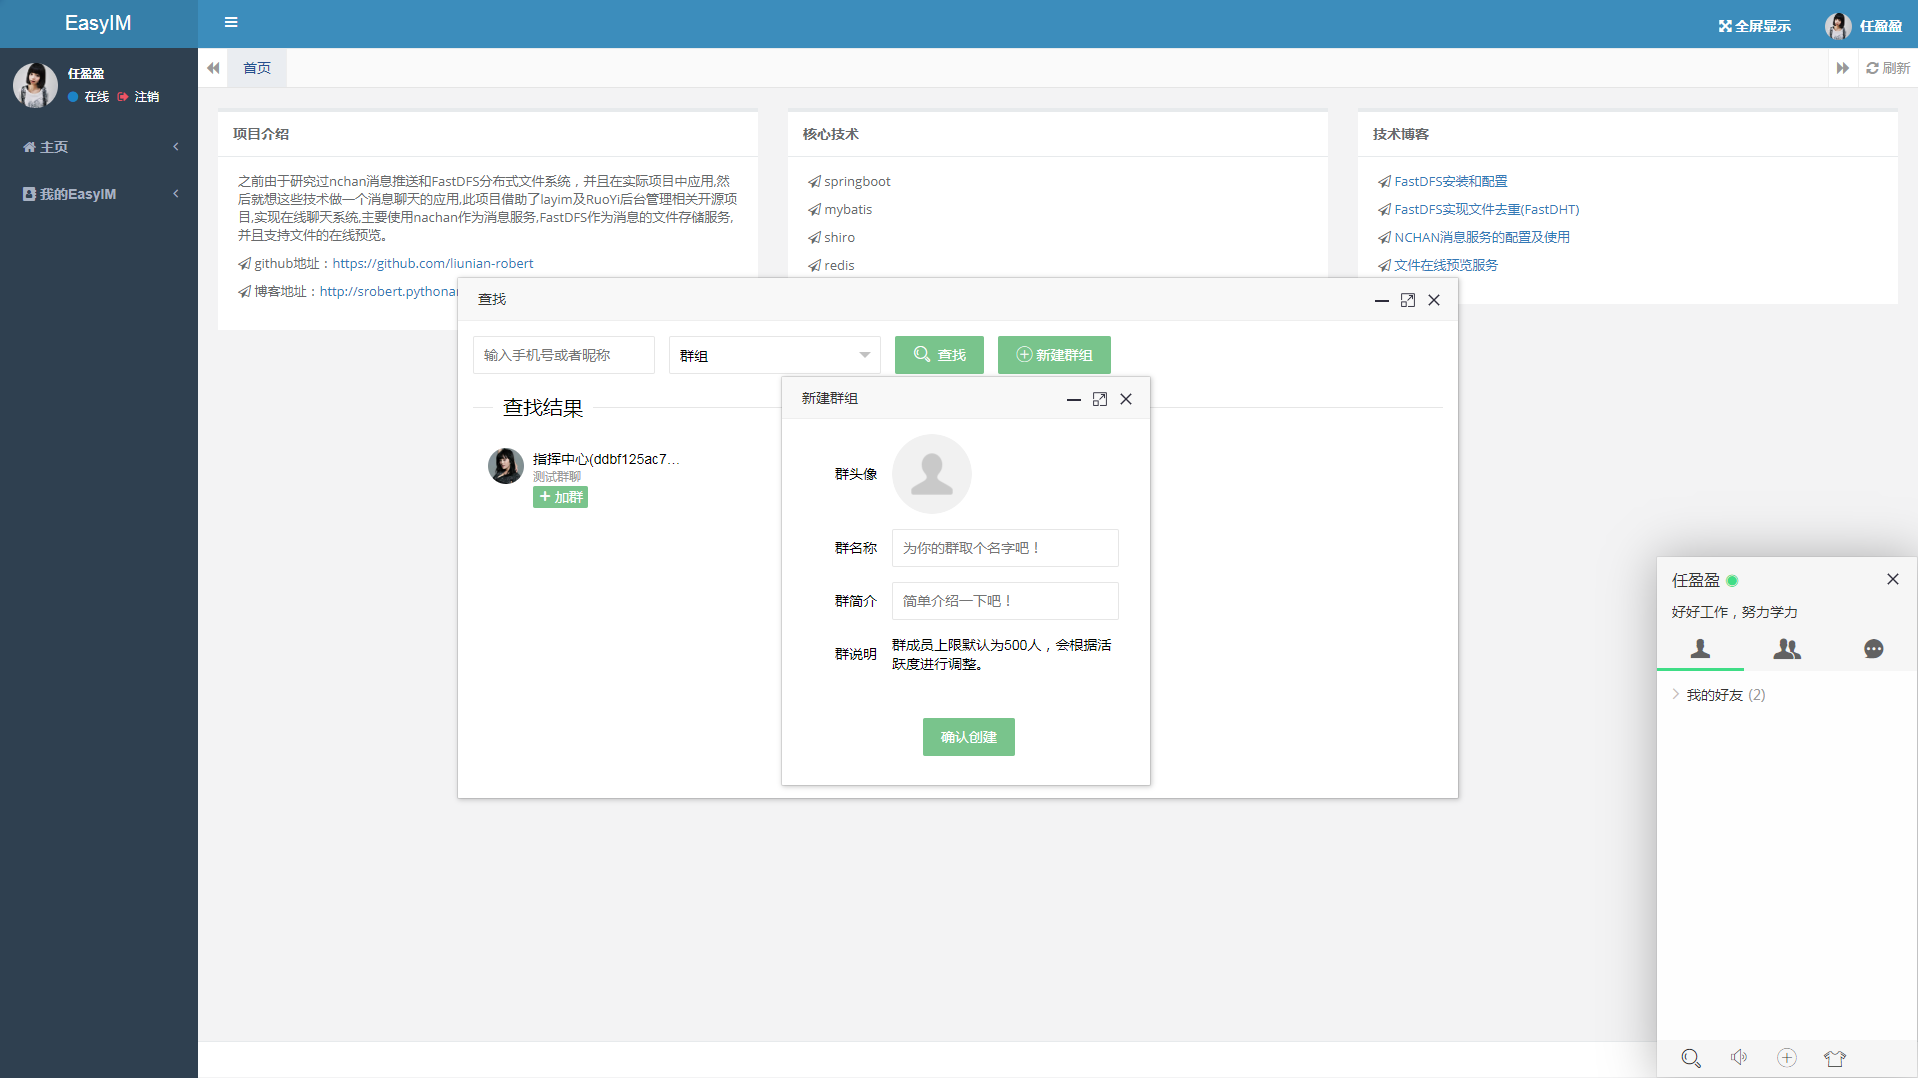 EasyIM
全屏显示
任盈盈
任盈盈
在线 注销
首页
刷新
主页
我的EasyIM
项目介绍
之前由于研究过nchan消息推送和FastDFS分布式文件系统，并且在实际项目中应用,然
后就想这些技术做一个消息聊天的应用,此项目借助了layim及RuoYi后台管理相关开源项
目,实现在线聊天系统,主要使用nachan作为消息服务,FastDFS作为消息的文件存储服务,
并且支持文件的在线预览。
github地址：https://github.com/liunian-robert
博客地址：http://srobert.pythonar
核心技术
springboot
mybatis
shiro
redis
技术博客
FastDFS安装和配置
FastDFS实现文件去重(FastDHT)
NCHAN消息服务的配置及使用
文件在线预览服务
查找
输入手机号或者昵称
群组
查找
新建群组
查找结果
指挥中心(ddbf125ac7...
测试群聊
加群
新建群组
群头像
群名称
为你的群取个名字吧！
群简介
简单介绍一下吧！
群说明
群成员上限默认为500人，会根据活
跃度进行调整。
确认创建
任盈盈
好好工作，努力学力
我的好友 (2)